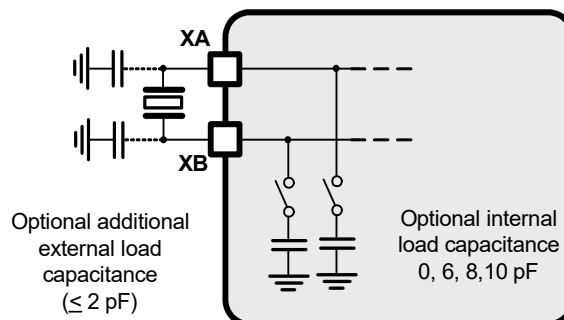 XA
XB
Optional additional
external load
capacitance
(≤ 2 pF)
Optional internal
load capacitance
0, 6, 8,10 pF